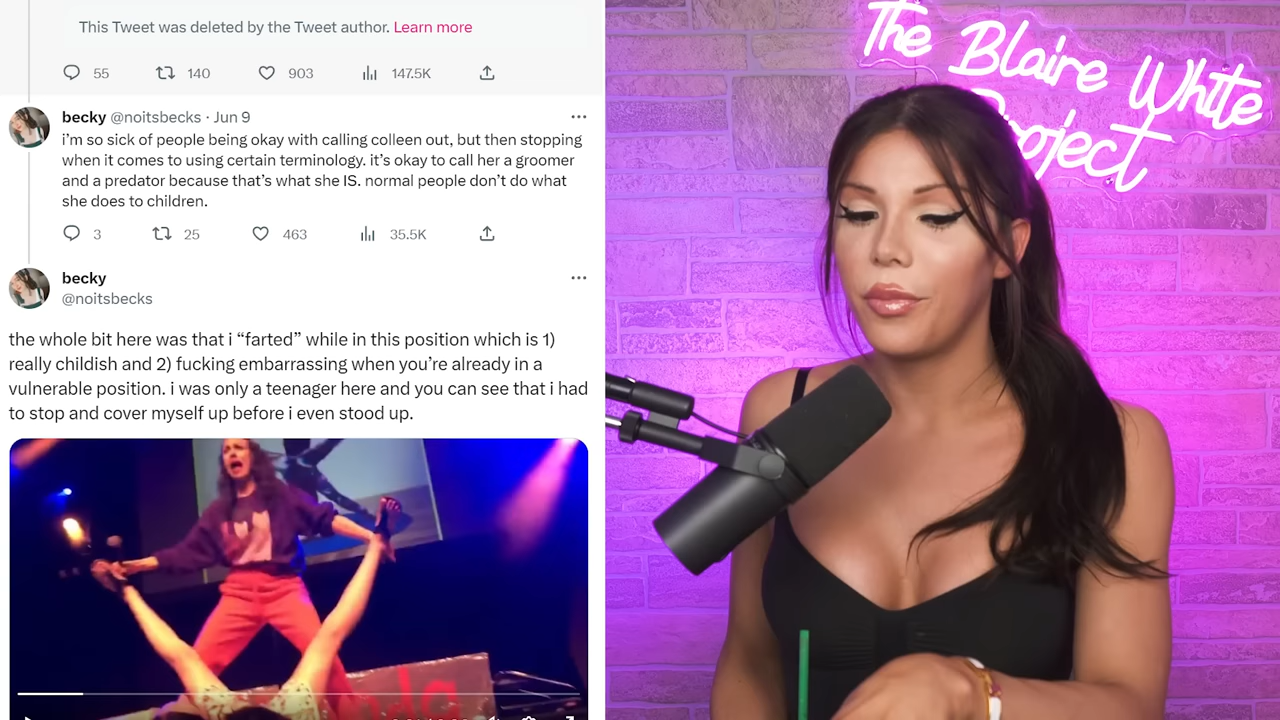 This Tweet was deleted by the Tweet author. Learn more
55 140 903 147.5K
becky @noitsbecks · Jun 9
i'm so sick of people being okay with calling colleen out, but then stopping
when it comes to using certain terminology. it's okay to call her a groomer
and a predator because that's what she IS. normal people don't do what
she does to children.
3 25 463 35.5K
becky
@noitsbecks
the whole bit here was that i “farted” while in this position which is 1)
really childish and 2) fucking embarrassing when you're already in a
vulnerable position. i was only a teenager here and you can see that i had
to stop and cover myself up before i even stood up.
The Blaire White
Project